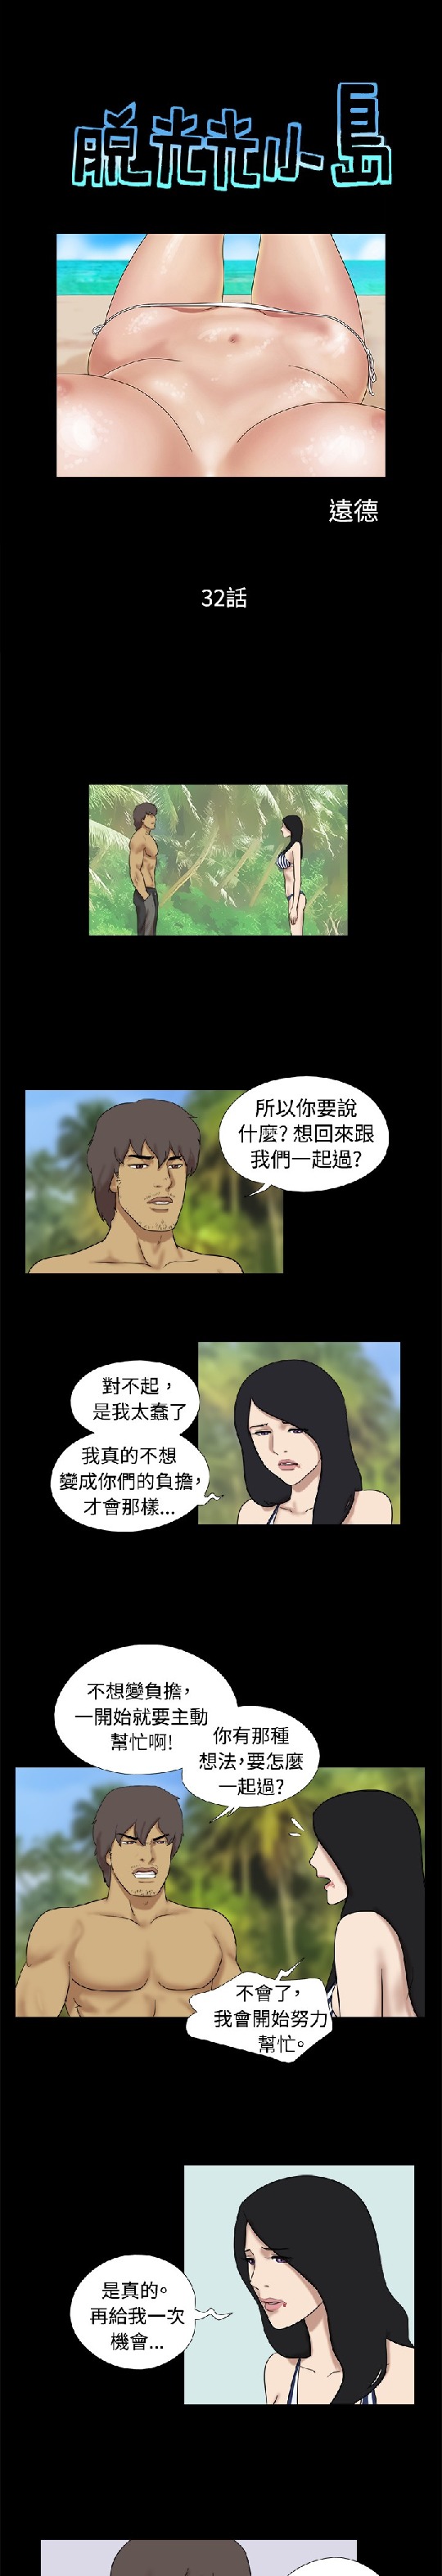 脫光光小島
遠德
32話
所以你要說
什麼? 想回來跟
我們一起過?
對不起，
是我太蠢了
我真的不想
變成你們的負擔，
才會那樣...
不想變負擔，
一開始就要主動
幫忙啊!
你有那種
想法，要怎麼
一起過?
不會了，
我會開始努力
幫忙。
是真的。
再給我一次
機會...